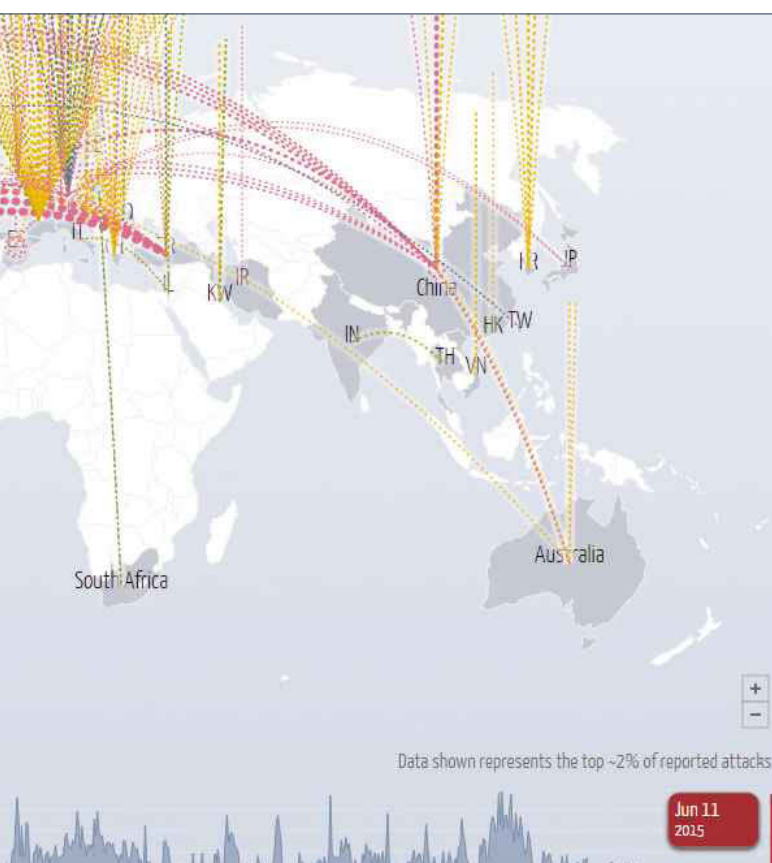 KW
IR
China
KR
JP
IN
TH
VN
HK
TW
Australia
South Africa
+
−
Data shown represents the top ~2% of reported attacks
Jun 11
2015